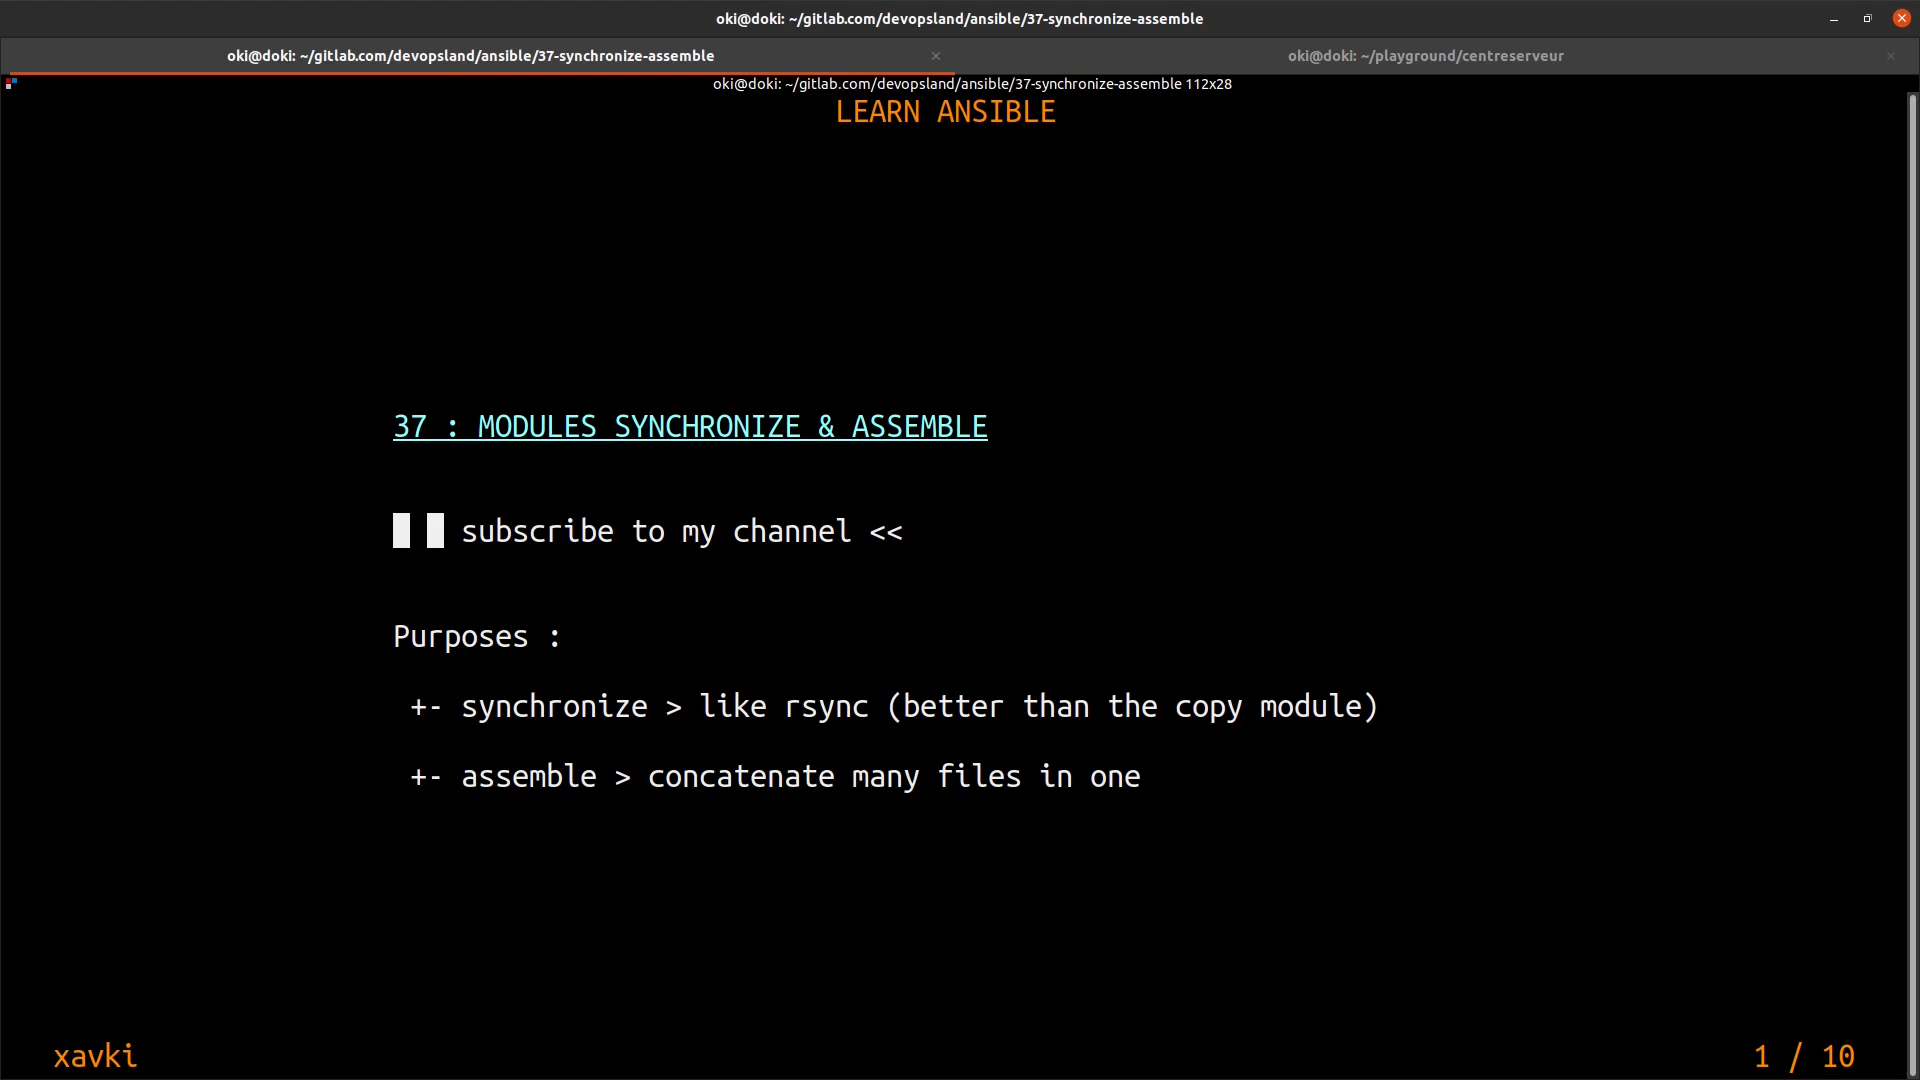 oki@doki: ~/gitlab.com/devopsland/ansible/37-synchronize-assemble
oki@doki: ~/gitlab.com/devopsland/ansible/37-synchronize-assemble
oki@doki: ~/playground/centreserveur
oki@doki: ~/gitlab.com/devopsland/ansible/37-synchronize-assemble 112x28
LEARN ANSIBLE
37 : MODULES SYNCHRONIZE & ASSEMBLE
subscribe to my channel <<
Purposes :
+- synchronize > like rsync (better than the copy module)
+- assemble > concatenate many files in one
xavki
1 / 10